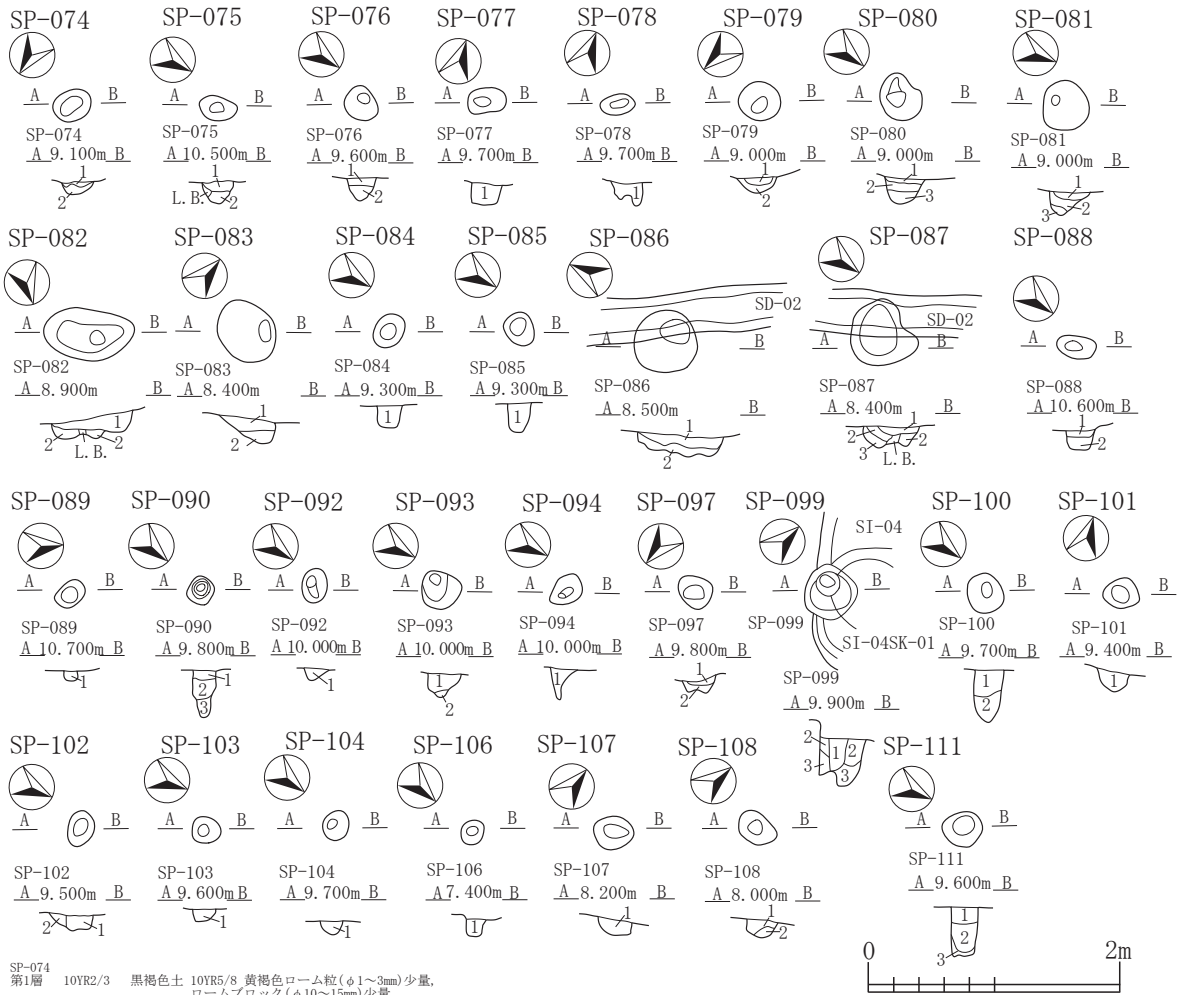 SP-074 SP-075 SP-076 SP-077 SP-078 SP-079 SP-080 SP-081
A B A B A B A B A B A B A B A B
SP-074 SP-075 SP-076 SP-077 SP-078 SP-079 SP-080 SP-081
A 9.100m B A 10.500m B A 9.600m B A 9.700m B A 9.700m B A 9.000m B A 9.000m B A 9.000m B
1 2 1 L.B. 2 1 2 1 1 1 2 1 2 3 1 2 3
SP-082 SP-083 SP-084 SP-085 SP-086 SP-087 SP-088
SD-02 SD-02
A B A B A B A B A B A B A B
SP-082 SP-083 SP-084 SP-085 SP-086 SP-087 SP-088
A 8.900m B A 8.400m B A 9.300m B A 9.300m B A 8.500m B A 8.400m B A 10.600m B
1 2 L.B. 2 1 2 1 1 1 2 1 2 3 L.B. 2 1 2
SP-089 SP-090 SP-092 SP-093 SP-094 SP-097 SP-099 SP-100 SP-101
SI-04
A B A B A B A B A B A B A B A B A B
SP-089 SP-090 SP-092 SP-093 SP-094 SP-097 SP-099 SP-100 SP-101
SI-04SK-01
A 10.700m B A 9.800m B A 10.000m B A 10.000m B A 10.000m B A 9.800m B A 9.700m B A 9.400m B
1 1 2 3 1 1 2 1 1 2 1 2 1
SP-099
A 9.900m B
2 1 2 3 3
SP-102 SP-103 SP-104 SP-106 SP-107 SP-108 SP-111
A B A B A B A B A B A B A B
SP-102 SP-103 SP-104 SP-106 SP-107 SP-108 SP-111
A 9.500m B A 9.600m B A 9.700m B A 7.400m B A 8.200m B A 8.000m B A 9.600m B
2 1 1 1 1 1 1 2 1 2 3
0 2m
SP-074
第1層 10YR2/3 黒褐色土 10YR5/8 黄褐色ローム粒(φ1~3mm)少量,
ロームブロック(φ10~15mm)少量